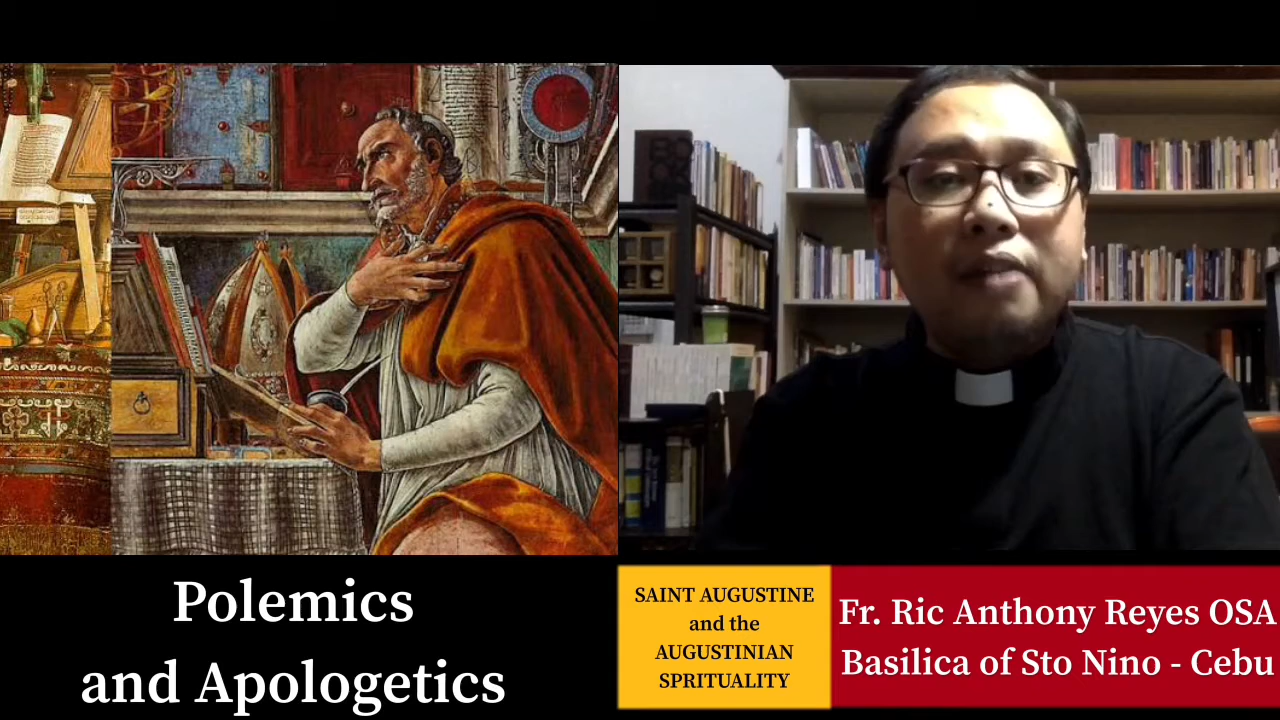 Polemics
and Apologetics
SAINT AUGUSTINE
and the
AUGUSTINIAN
SPRITUALITY
Fr. Ric Anthony Reyes OSA
Basilica of Sto Nino - Cebu